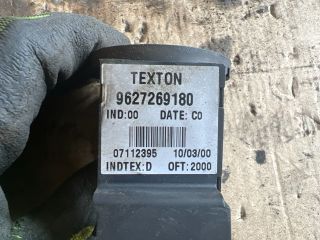 TEXTON
9627269180
IND:00 DATE: C0
07112395 10/03/00
INDTEX:D OFT:2000